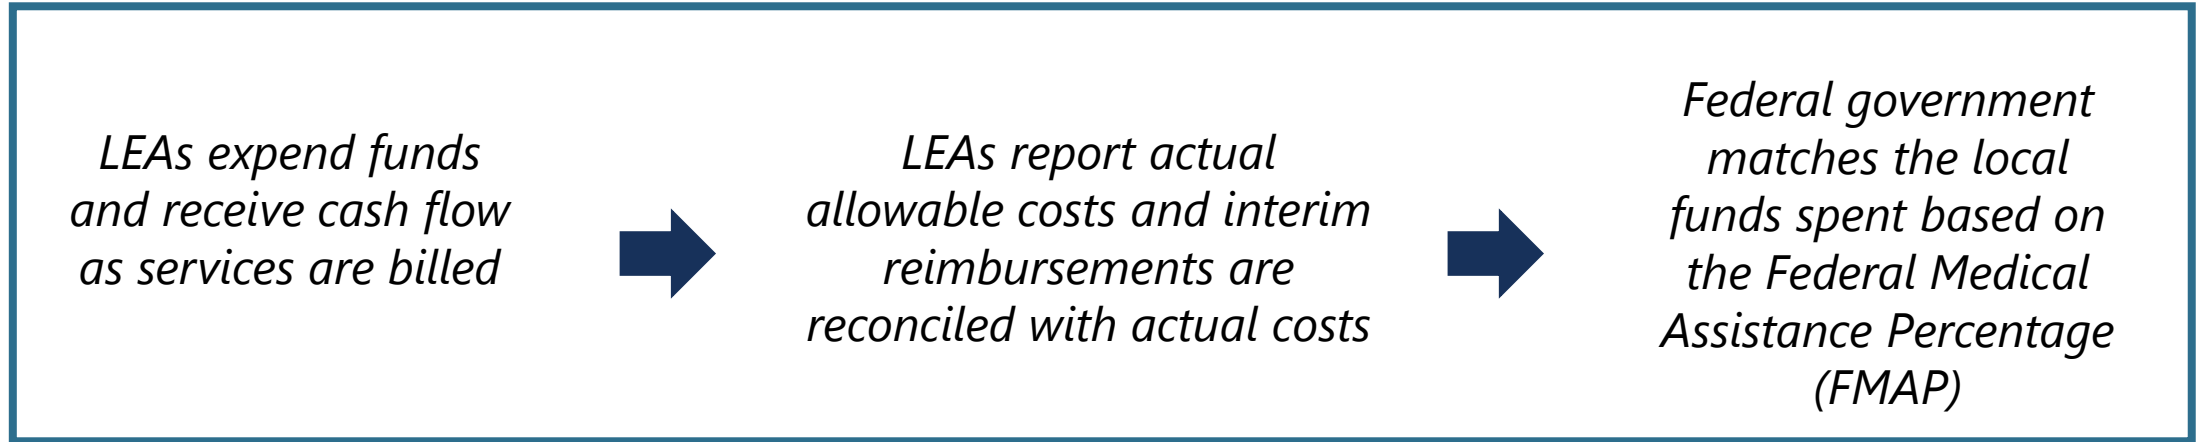 LEAs expend funds
and receive cash flow
as services are billed
LEAs report actual
allowable costs and interim
reimbursements are
reconciled with actual costs
Federal government
matches the local
funds spent based on
the Federal Medical
Assistance Percentage
(FMAP)